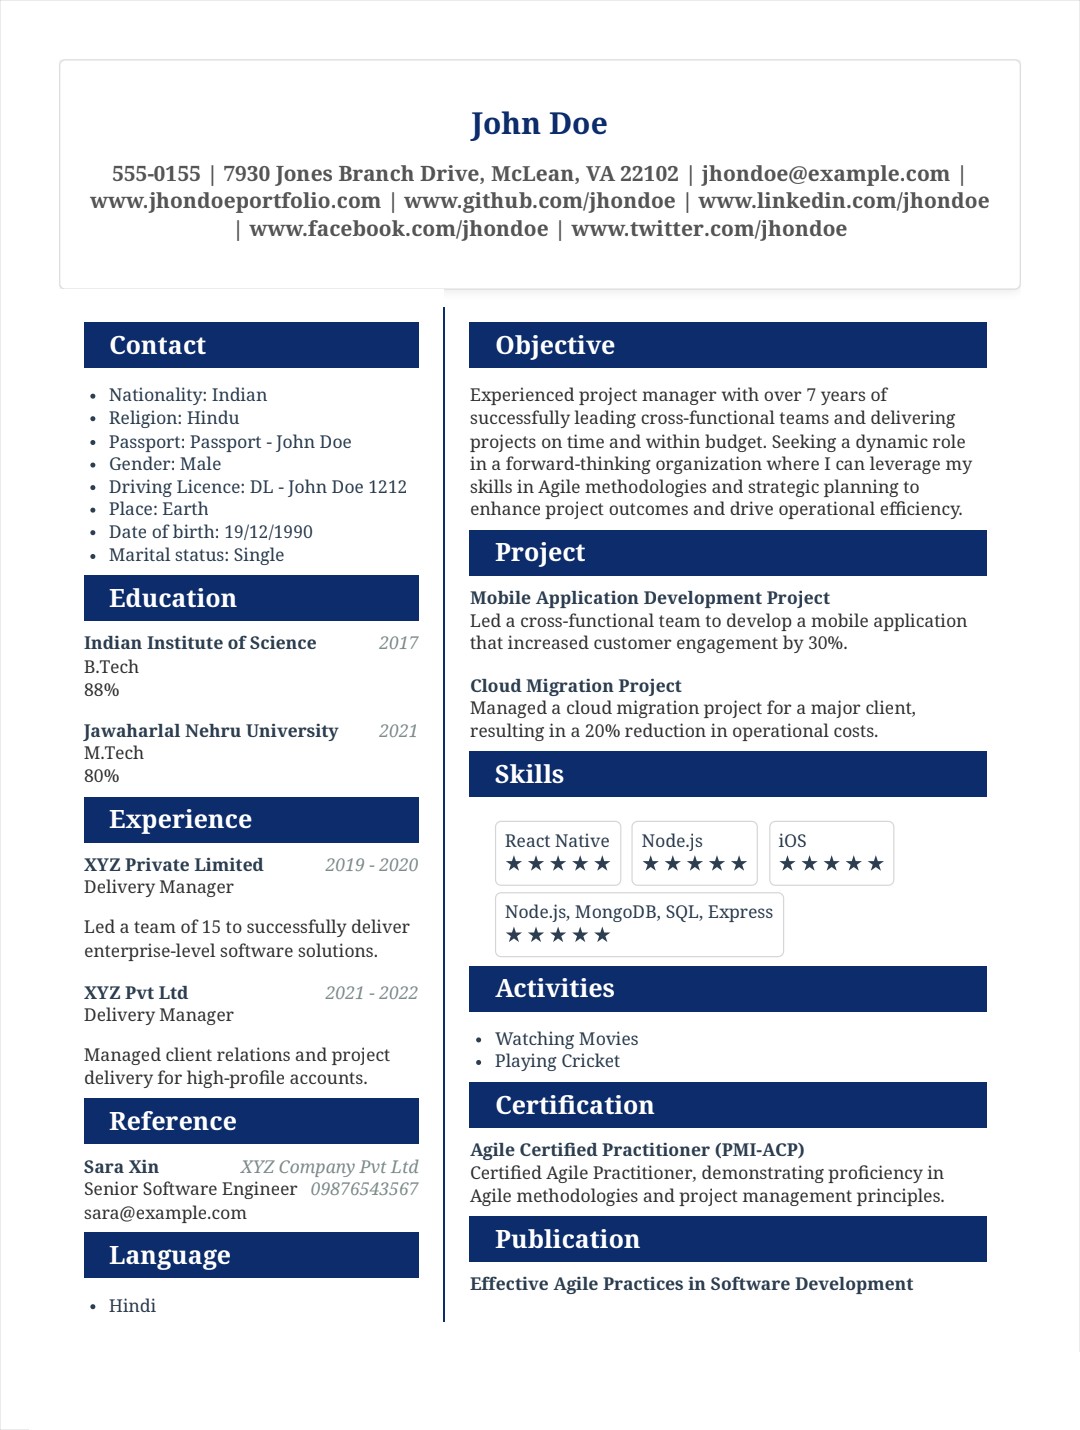 John Doe
555-0155 | 7930 Jones Branch Drive, McLean, VA 22102 | jhondoe@example.com |
www.jhondoeportfolio.com | www.github.com/jhondoe | www.linkedin.com/jhondoe
| www.facebook.com/jhondoe | www.twitter.com/jhondoe
Contact
• Nationality: Indian
• Religion: Hindu
• Passport: Passport - John Doe
• Gender: Male
• Driving Licence: DL - John Doe 1212
• Place: Earth
• Date of birth: 19/12/1990
• Marital status: Single
Education
Indian Institute of Science 2017
B.Tech
88%
Jawaharlal Nehru University 2021
M.Tech
80%
Experience
XYZ Private Limited 2019 - 2020
Delivery Manager
Led a team of 15 to successfully deliver
enterprise-level software solutions.
XYZ Pvt Ltd 2021 - 2022
Delivery Manager
Managed client relations and project
delivery for high-profile accounts.
Reference
Sara Xin XYZ Company Pvt Ltd
Senior Software Engineer 09876543567
sara@example.com
Language
• Hindi
Objective
Experienced project manager with over 7 years of
successfully leading cross-functional teams and delivering
projects on time and within budget. Seeking a dynamic role
in a forward-thinking organization where I can leverage my
skills in Agile methodologies and strategic planning to
enhance project outcomes and drive operational efficiency.
Project
Mobile Application Development Project
Led a cross-functional team to develop a mobile application
that increased customer engagement by 30%.
Cloud Migration Project
Managed a cloud migration project for a major client,
resulting in a 20% reduction in operational costs.
Skills
React Native Node.js iOS
★★★★★ ★★★★★ ★★★★★
Node.js, MongoDB, SQL, Express
★★★★★
Activities
• Watching Movies
• Playing Cricket
Certification
Agile Certified Practitioner (PMI-ACP)
Certified Agile Practitioner, demonstrating proficiency in
Agile methodologies and project management principles.
Publication
Effective Agile Practices in Software Development